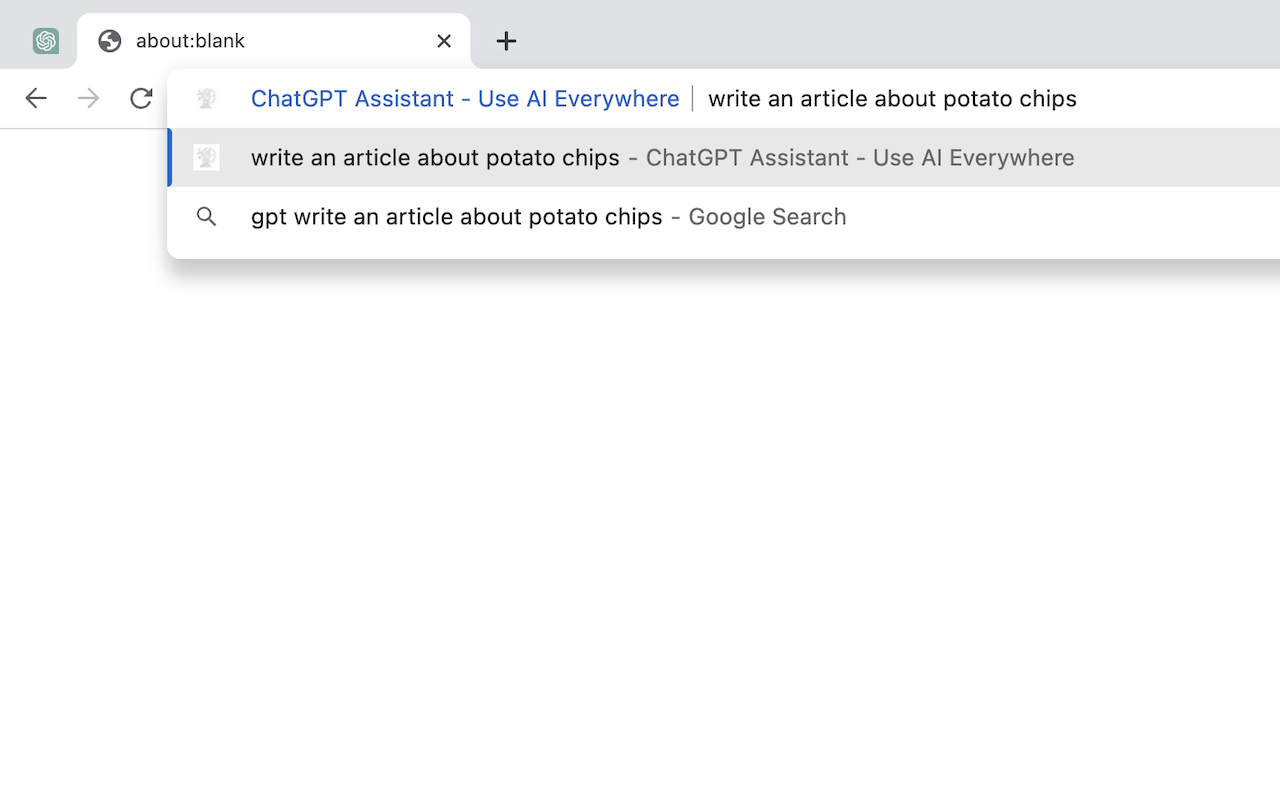 about:blank
ChatGPT Assistant - Use AI Everywhere | write an article about potato chips
write an article about potato chips - ChatGPT Assistant - Use AI Everywhere
gpt write an article about potato chips - Google Search